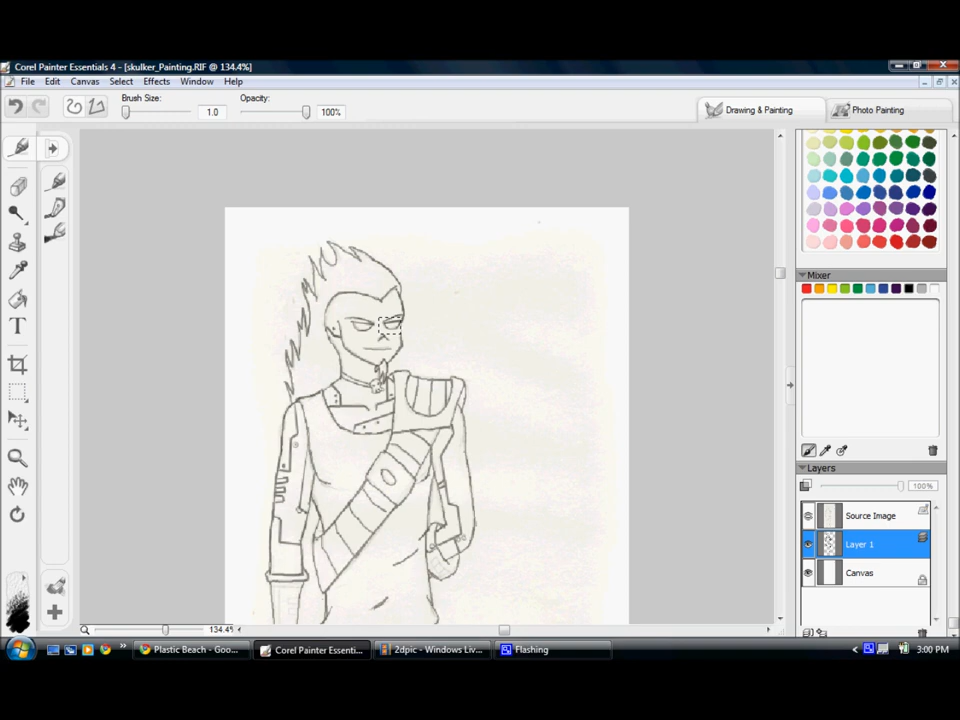 Corel Painter Essentials 4 - [skulker_Painting.RIF @ 134.4%]
File Edit Canvas Select Effects Window Help
Brush Size: 1.0 Opacity: 100%
Drawing & Painting Photo Painting
T
Mixer
Layers
100%
Source Image
Layer 1
Canvas
134.4%
Plastic Beach - Goo... Corel Painter Essenti... 2dpic - Windows Liv... Flashing 3:00 PM